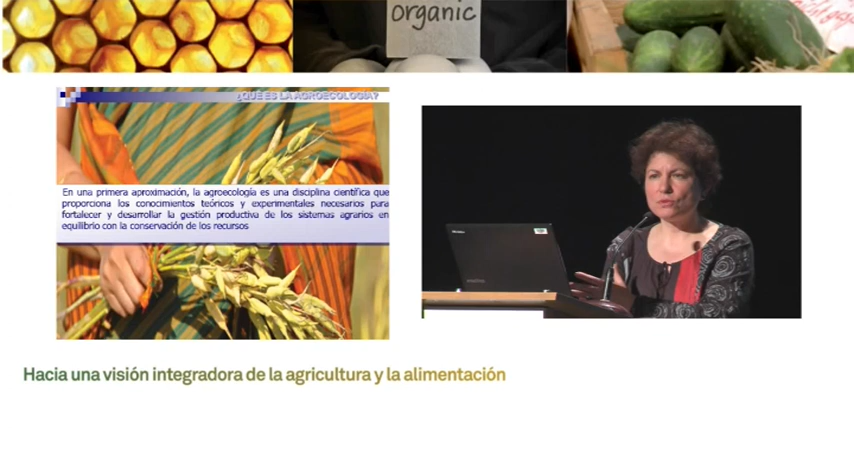 organic
¿QUÉ ES LA AGROECOLOGÍA?
En una primera aproximación, la agroecología es una disciplina científica que
proporciona los conocimientos teóricos y experimentales necesarios para
fortalecer y desarrollar la gestión productiva de los sistemas agrarios en
equilibrio con la conservación de los recursos
Hacia una visión integradora de la agricultura y la alimentación